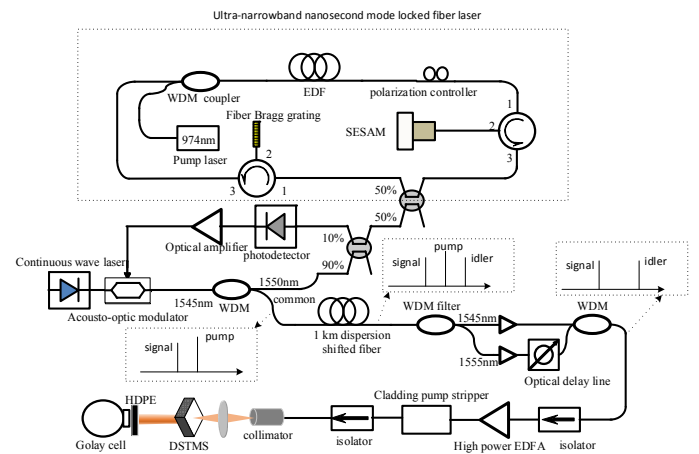 Ultra-narrowband nanosecond mode locked fiber laser
EDF
polarization controller
WDM coupler
1
Fiber Bragg grating
SESAM
2
974nm
Pump laser
2
3
3
1
50%
50%
Optical amplifier
photodetector
10%
90%
pump
signal
idler
signal
idler
Continuous wave laser
1550nm
common
1545nm
WDM
Acousto-optic modulator
WDM filter
1545nm
WDM
1 km dispersion
shifted fiber
1555nm
Optical delay line
pump
signal
HDPE
Golay cell
DSTMS
collimator
isolator
Cladding pump stripper
High power EDFA
isolator